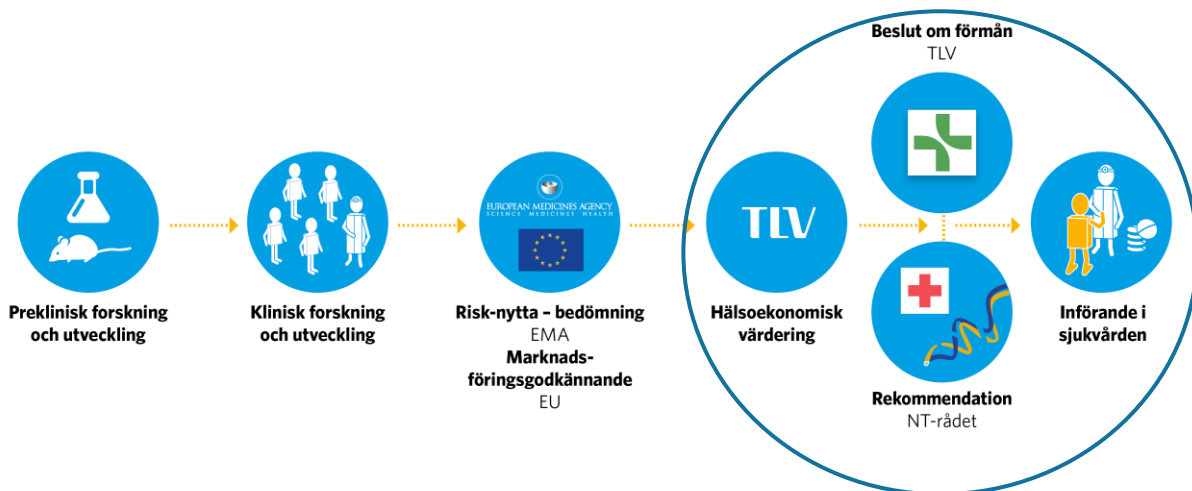 Preklinisk forskning
och utveckling
Klinisk forskning
och utveckling
EUROPEAN MEDICINES AGENCY
SCIENCE MEDICINES HEALTH
Risk-nytta – bedömning
EMA
Marknads-
föringsgodkännande
EU
TLV
Hälsoekonomisk
värdering
Beslut om förmån
TLV
Rekommendation
NT-rådet
Införande i
sjukvården